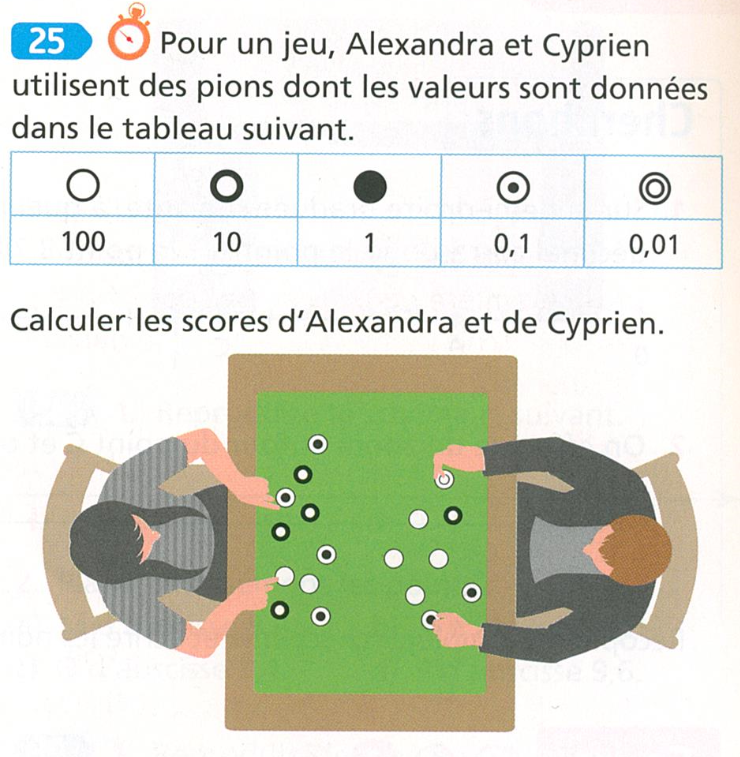 25 Pour un jeu, Alexandra et Cyprien
utilisent des pions dont les valeurs sont données
dans le tableau suivant.
100 10 1 0,1 0,01
Calculer les scores d'Alexandra et de Cyprien.